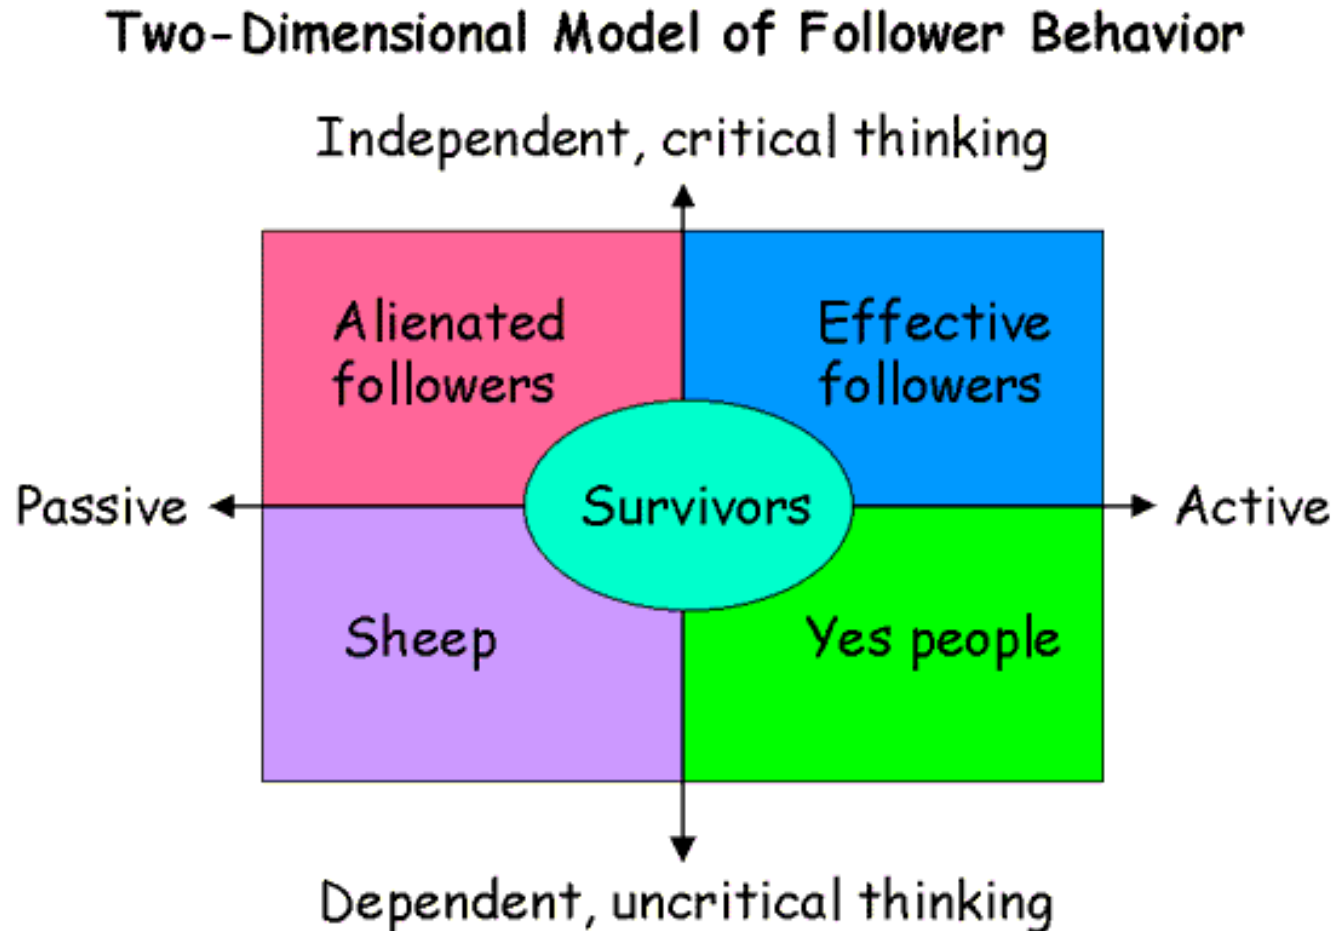 Two-Dimensional Model of Follower Behavior
Independent, critical thinking
Alienated
followers
Effective
followers
Passive
Survivors
Active
Sheep
Yes people
Dependent, uncritical thinking